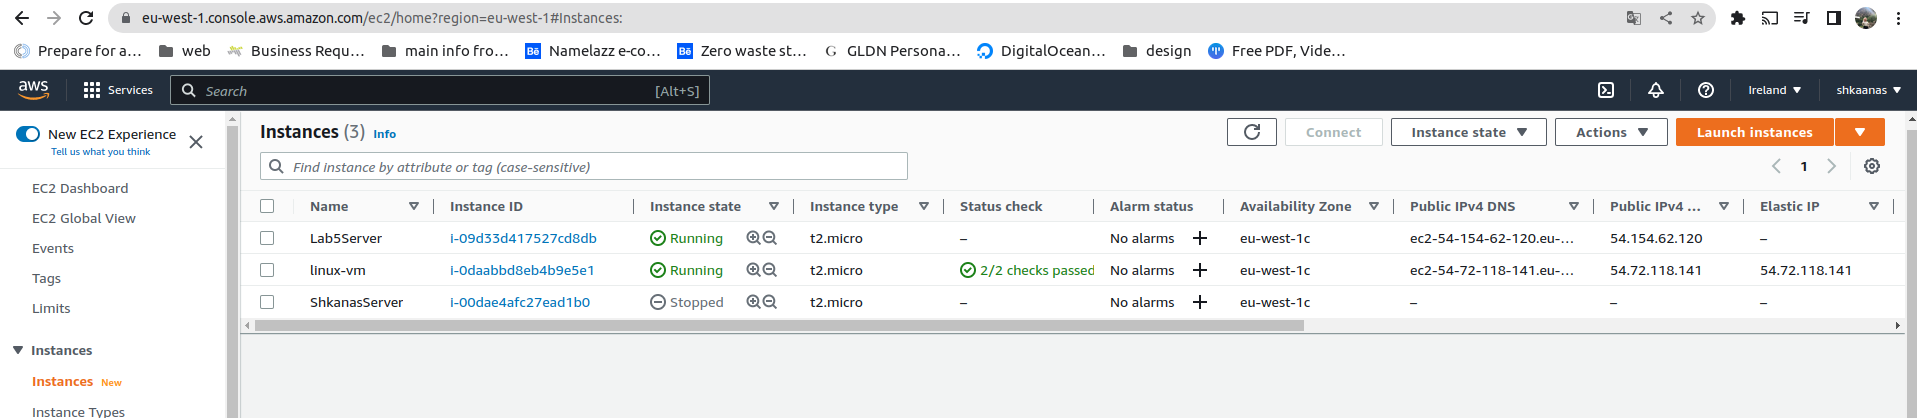 eu-west-1.console.aws.amazon.com/ec2/home?region=eu-west-1#Instances:
Prepare for a... web Business Requ... main info fro... Bē Namelazz e-co... Bē Zero waste st... G GLDN Persona... DigitalOcean... design Free PDF, Vide...
aws Services Search [Alt+S] Ireland shkaanas
New EC2 Experience
Tell us what you think
EC2 Dashboard
EC2 Global View
Events
Tags
Limits
Instances
Instances New
Instance Types
Instances (3) Info Connect Instance state Actions Launch instances
Find instance by attribute or tag (case-sensitive) 1
Name Instance ID Instance state Instance type Status check Alarm status Availability Zone Public IPv4 DNS Public IPv4 ... Elastic IP
Lab5Server i-09d33d417527cd8db Running t2.micro – No alarms + eu-west-1c ec2-54-154-62-120.eu-... 54.154.62.120 –
linux-vm i-0daabbd8eb4b9e5e1 Running t2.micro 2/2 checks passed No alarms + eu-west-1c ec2-54-72-118-141.eu-... 54.72.118.141 54.72.118.141
ShkanasServer i-00dae4afc27ead1b0 Stopped t2.micro – No alarms + eu-west-1c – – –